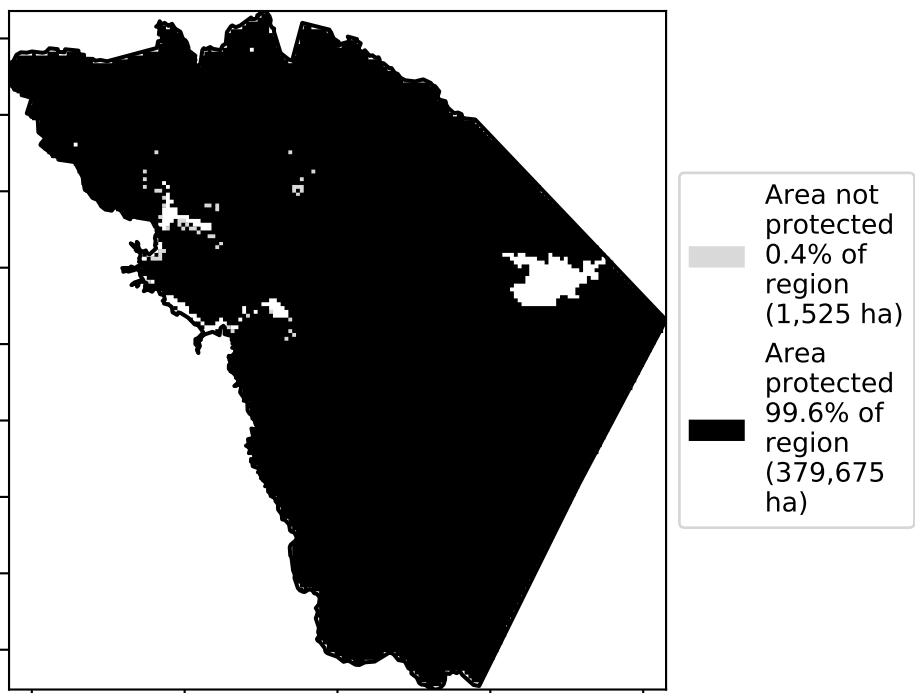 Area not
protected
0.4% of
region
(1,525 ha)
Area
protected
99.6% of
region
(379,675
ha)